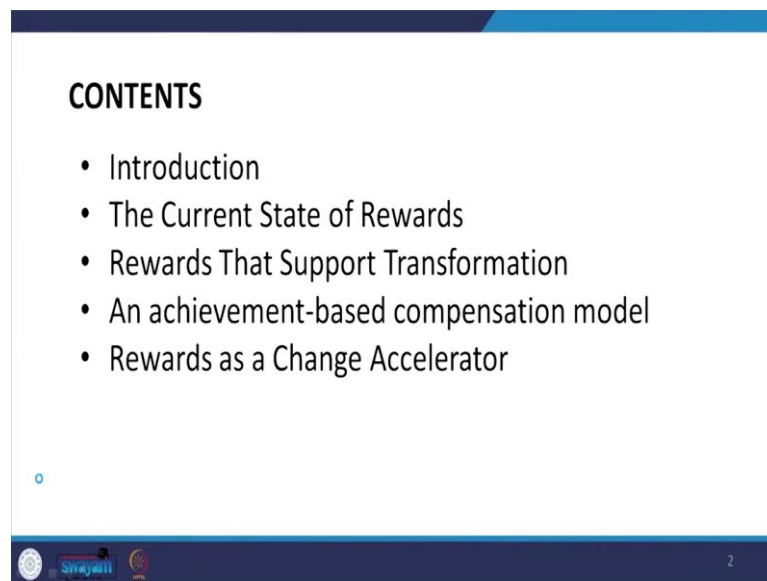 CONTENTS
• Introduction
• The Current State of Rewards
• Rewards That Support Transformation
• An achievement-based compensation model
• Rewards as a Change Accelerator
swayam
2